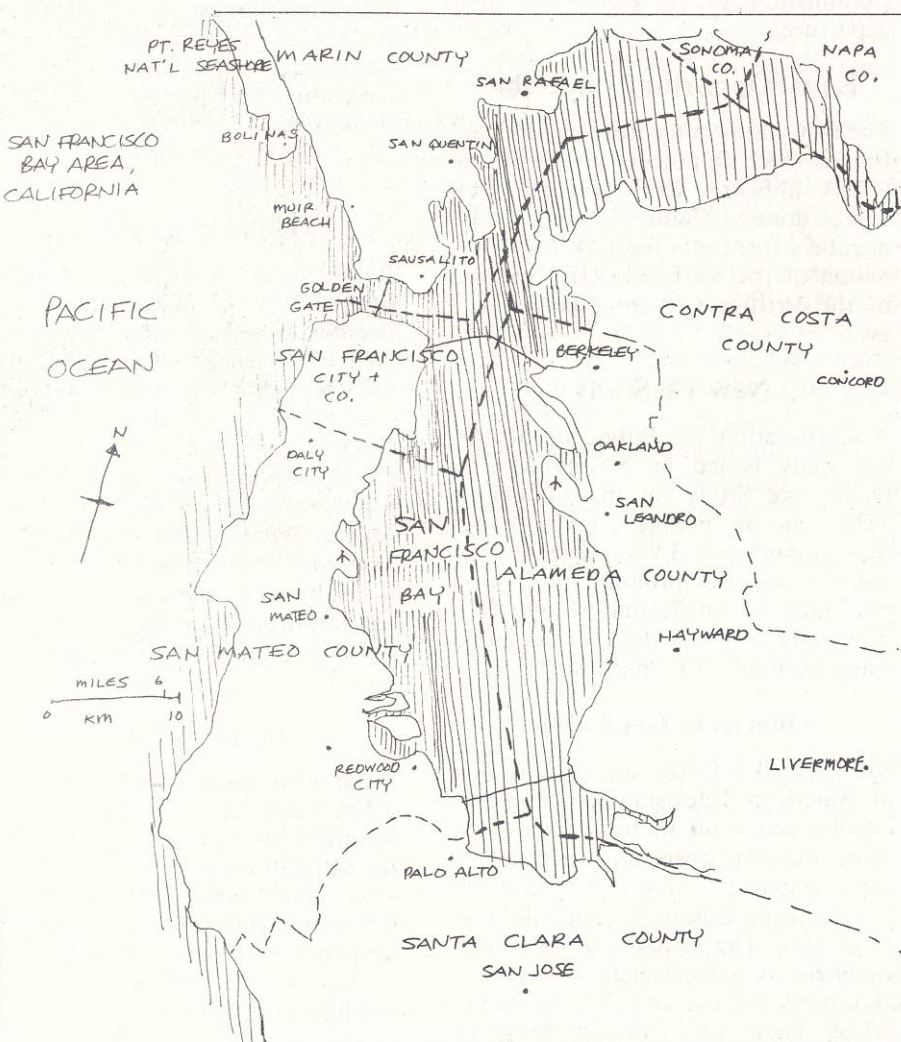 PT. REYES
NAT'L SEASHORE
MARIN COUNTY
SONOMA
CO.
NAPA
CO.
SAN RAFAEL
SAN FRANCISCO
BAY AREA,
CALIFORNIA
BOLINAS
SAN QUENTIN
MUIR
BEACH
SAUSALITO
GOLDEN
GATE
PACIFIC
OCEAN
CONTRA COSTA
COUNTY
SAN FRANCISCO
CITY +
CO.
BERKELEY
CONCORD
N
DALY
CITY
OAKLAND
SAN
LEANDRO
SAN
FRANCISCO
BAY
ALAMEDA COUNTY
SAN
MATEO
HAYWARD
SAN MATEO COUNTY
MILES 6
0 KM 10
REDWOOD
CITY
LIVERMORE
PALO ALTO
SANTA CLARA COUNTY
SAN JOSE